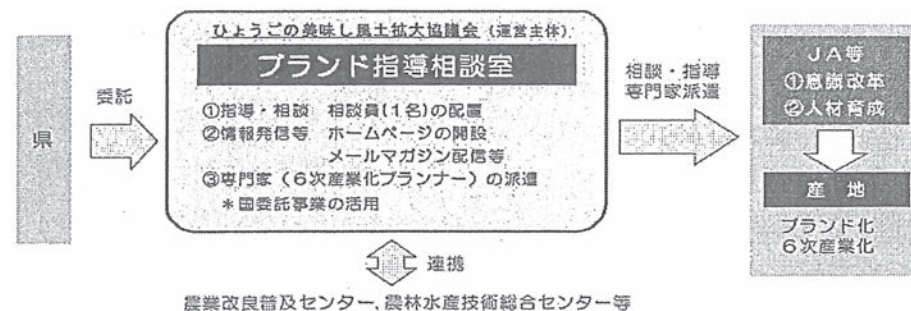 ひょうごの美味し風土拡大協議会（運営主体）
ブランド指導相談室
①指導・相談　相談員(1名)の配置
②情報発信等　ホームページの開設
メールマガジン配信等
③専門家（6次産業化プランナー）の派遣
＊国委託事業の活用
県
委託
相談・指導
専門家派遣
JA等
①意識改革
②人材育成
産地
ブランド化
6次産業化
連携
農業改良普及センター、農林水産技術総合センター等